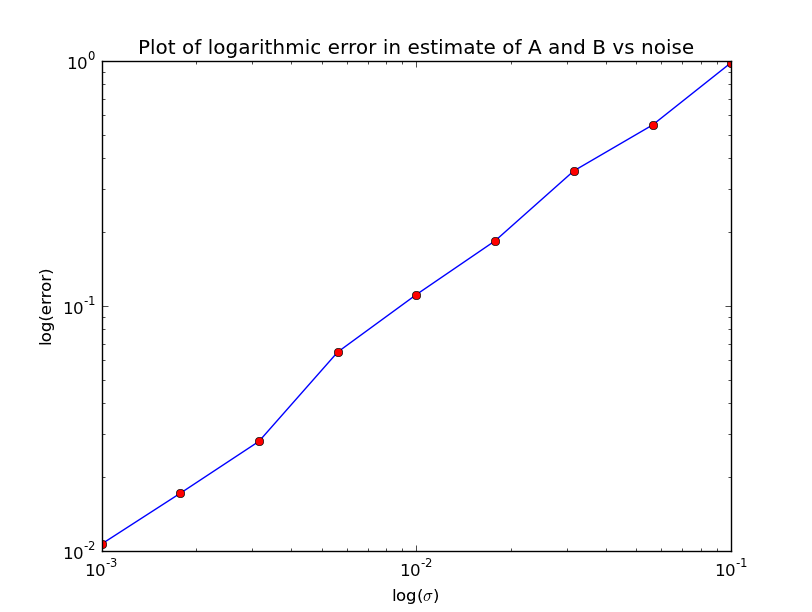 Plot of logarithmic error in estimate of A and B vs noise
10^0
10^-1
10^-2
log(error)
10^-3
10^-2
10^-1
log(σ)